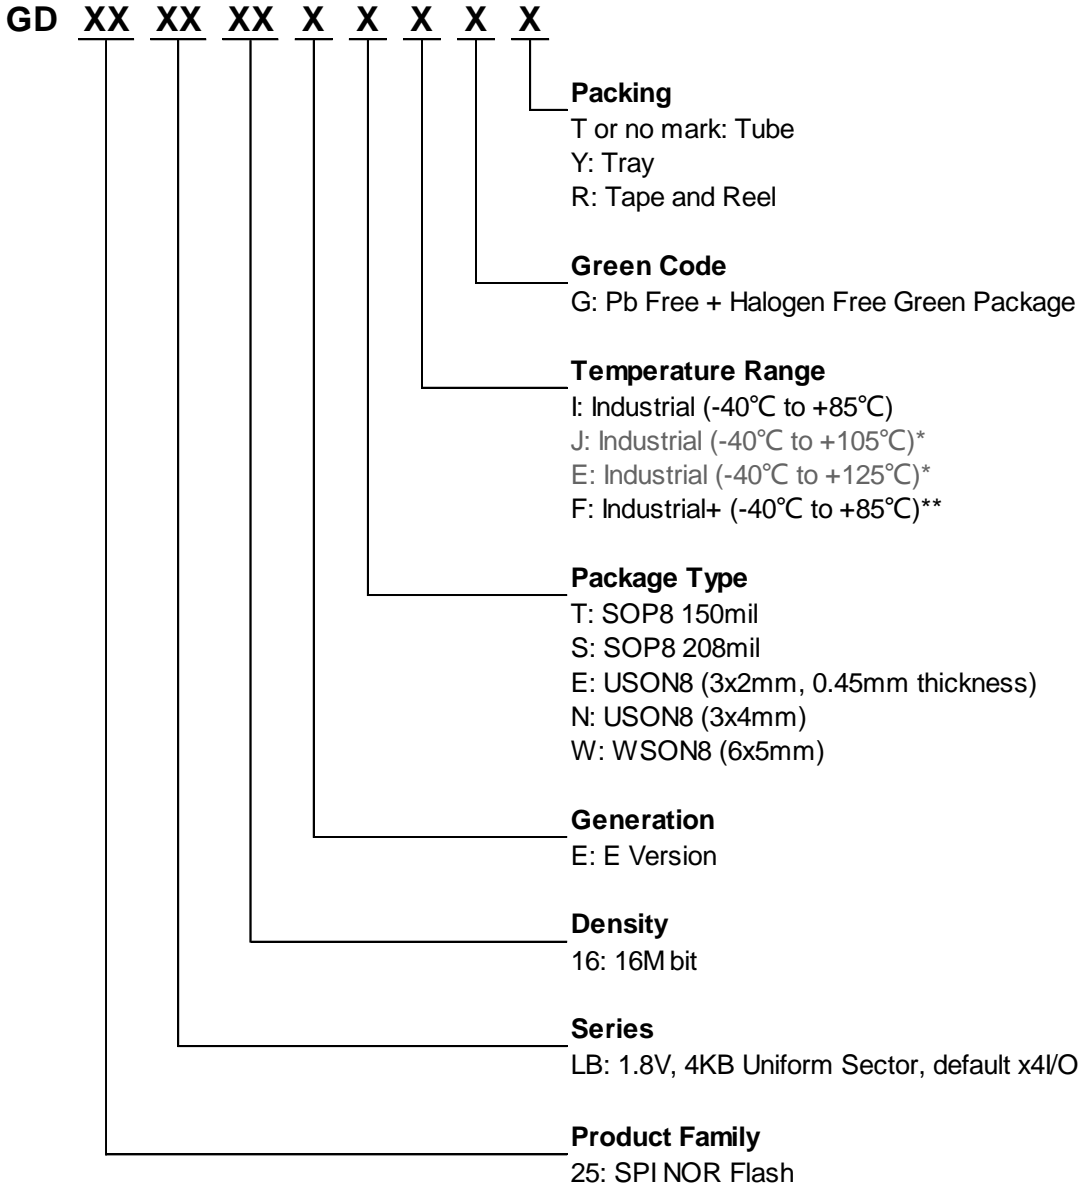 GD XX XX XX X X X X X
Packing
T or no mark: Tube
Y: Tray
R: Tape and Reel
Green Code
G: Pb Free + Halogen Free Green Package
Temperature Range
I: Industrial (-40℃ to +85℃)
J: Industrial (-40℃ to +105℃)*
E: Industrial (-40℃ to +125℃)*
F: Industrial+ (-40℃ to +85℃)**
Package Type
T: SOP8 150mil
S: SOP8 208mil
E: USON8 (3x2mm, 0.45mm thickness)
N: USON8 (3x4mm)
W: WSON8 (6x5mm)
Generation
E: E Version
Density
16: 16M bit
Series
LB: 1.8V, 4KB Uniform Sector, default x4I/O
Product Family
25: SPI NOR Flash